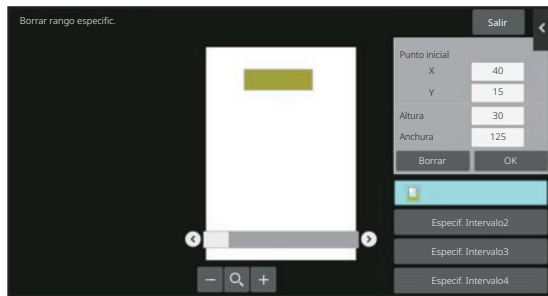 Borrar rango especific.
Salir
Punto inicial
X 40
Y 15
Altura 30
Anchura 125
Borrar OK
Especif. Intervalo2
Especif. Intervalo3
Especif. Intervalo4